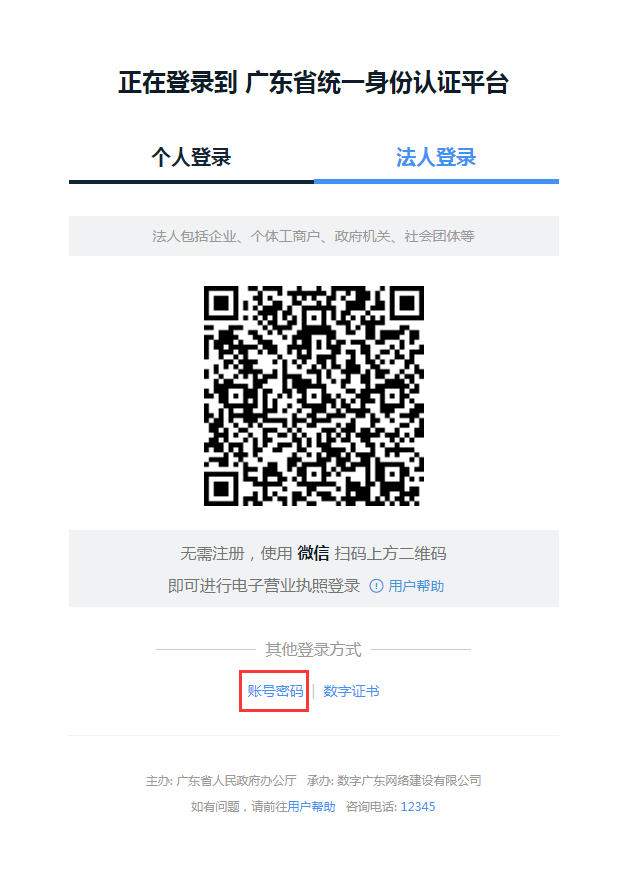 正在登录到 广东省统一身份认证平台
个人登录 法人登录
法人包括企业、个体工商户、政府机关、社会团体等
无需注册，使用 微信 扫码上方二维码
即可进行电子营业执照登录 用户帮助
其他登录方式
账号密码 | 数字证书
主办: 广东省人民政府办公厅 承办: 数字广东网络建设有限公司
如有问题，请前往用户帮助 咨询电话: 12345